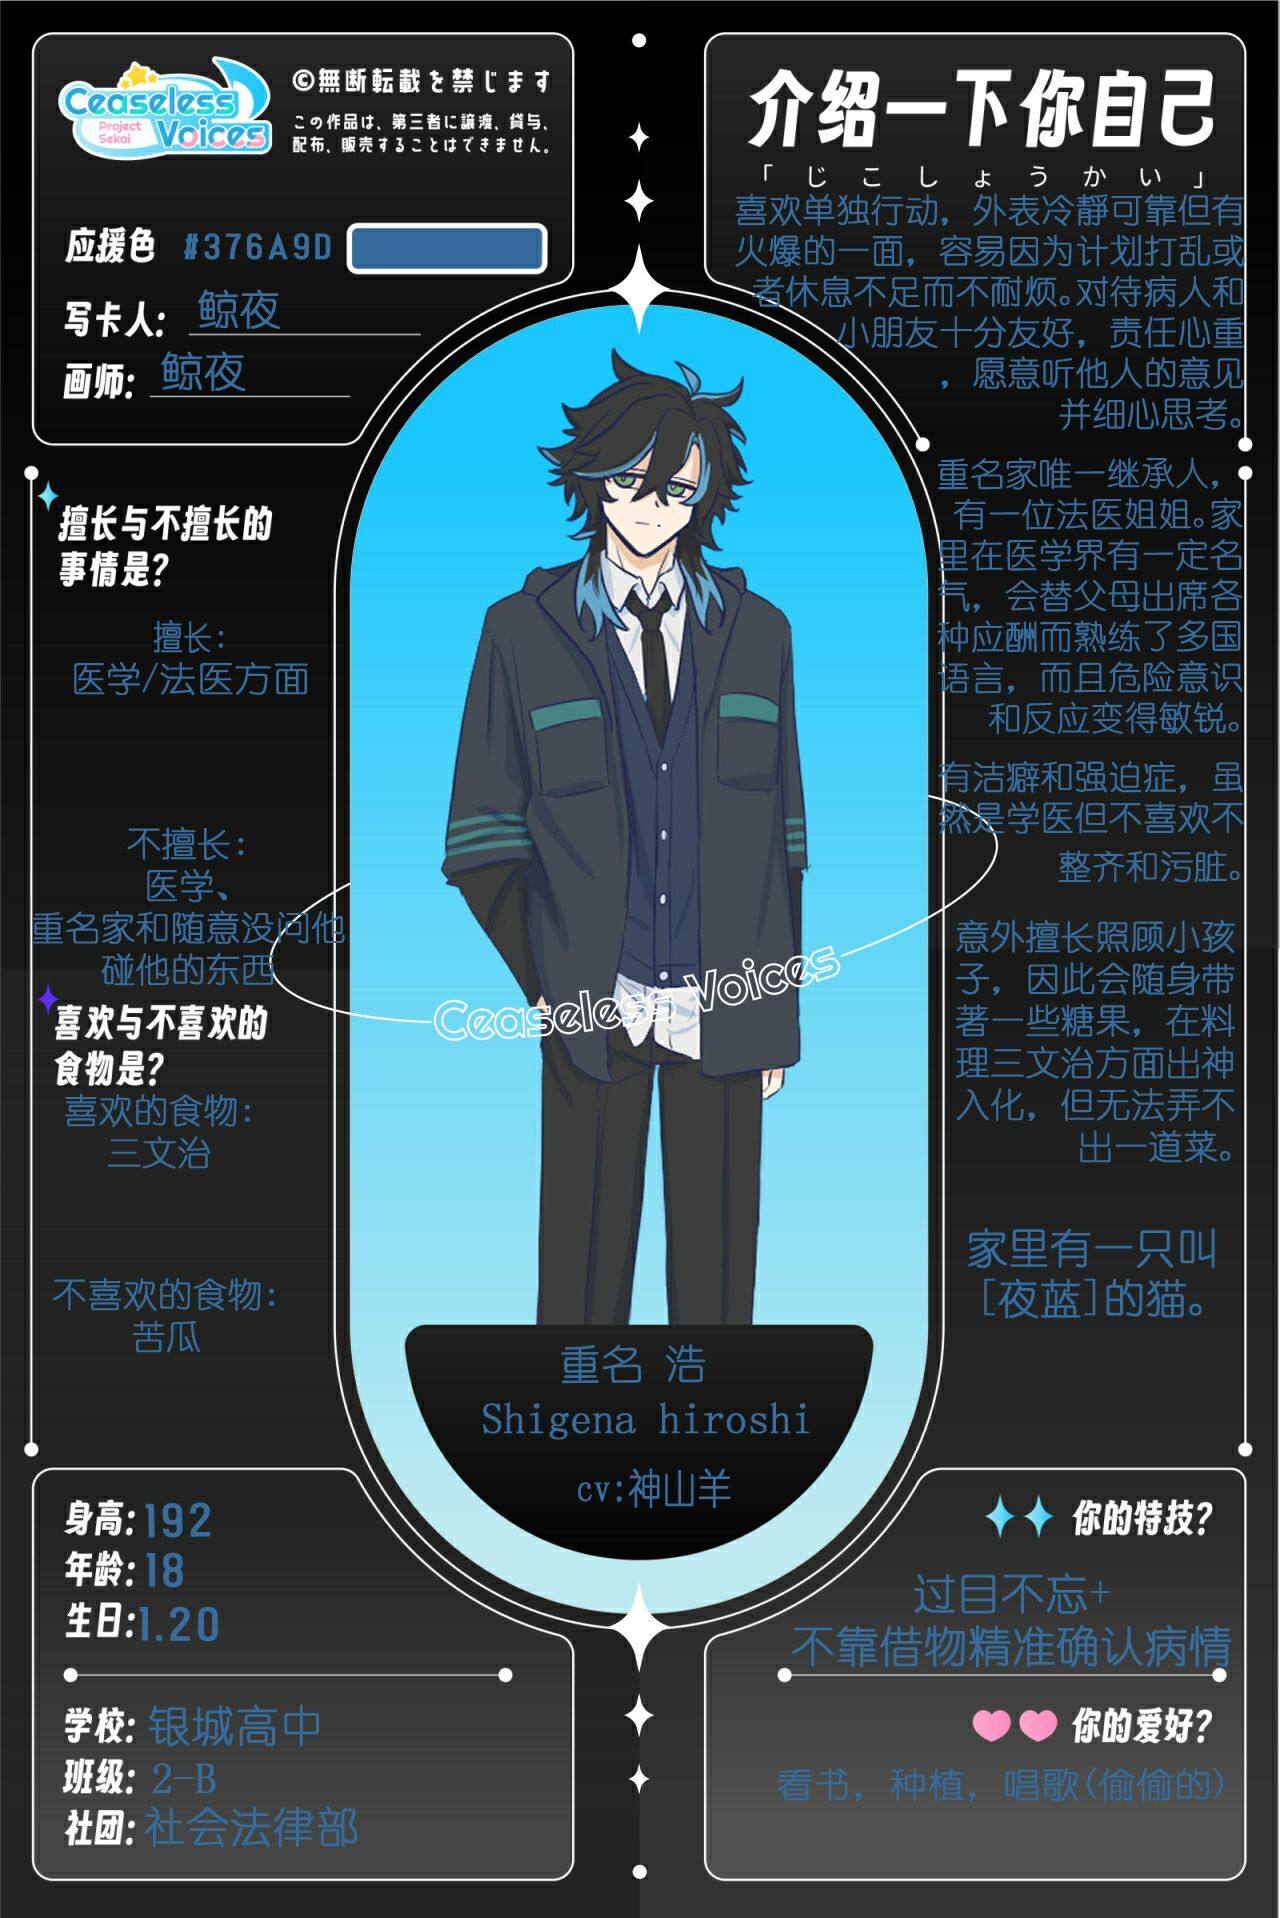 Ceaseless
Project
Sekai
Voices
©無断転載を禁じます
この作品は、第三者に譲渡、貸与、
配布、販売することはできません。
应援色 #376A9D
写卡人: 鲸夜
画师: 鲸夜
介绍一下你自己
「じこしょうかい」
喜欢单独行动，外表冷静可靠但有
火爆的一面，容易因为计划打乱或
者休息不足而不耐烦。对待病人和
小朋友十分友好，责任心重
，愿意听他人的意见
并细心思考。
重名家唯一继承人，
有一位法医姐姐。家
里在医学界有一定名
气，会替父母出席各
种应酬而熟练了多国
语言，而且危险意识
和反应变得敏锐。
有洁癖和强迫症，虽
然是学医但不喜欢不
整齐和污脏。
意外擅长照顾小孩
子，因此会随身带
著一些糖果，在料
理三文治方面出神
入化，但无法弄不
出一道菜。
家里有一只叫
[夜蓝]的猫。
擅长与不擅长的
事情是?
擅长:
医学/法医方面
不擅长:
医学、
重名家和随意没问他
碰他的东西
喜欢与不喜欢的
食物是?
喜欢的食物:
三文治
不喜欢的食物:
苦瓜
Ceaseless Voices
重名 浩
Shigena hiroshi
cv:神山羊
身高:192
年龄:18
生日:1.20
学校: 银城高中
班级: 2-B
社团: 社会法律部
你的特技?
过目不忘+
不靠借物精准确认病情
你的爱好?
看书，种植，唱歌(偷偷的)